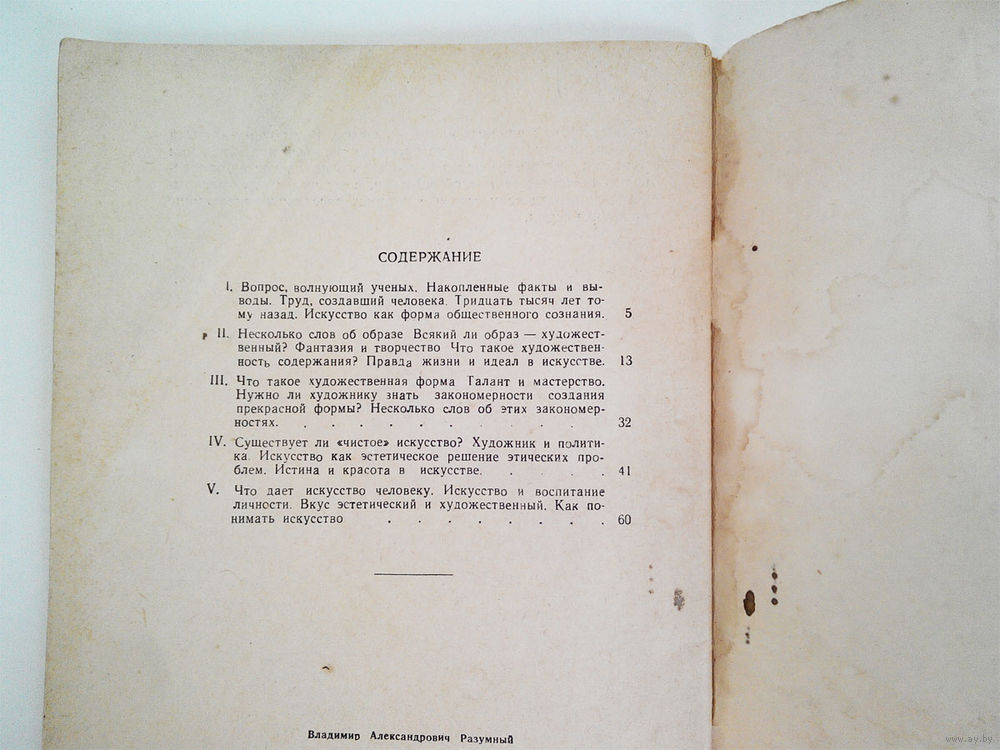 СОДЕРЖАНИЕ
I. Вопрос, волнующий ученых. Накопленные факты и вы-
воды. Труд, создавший человека. Тридцать тысяч лет то-
му назад. Искусство как форма общественного сознания. 5
II. Несколько слов об образе Всякий ли образ — художест-
венный? Фантазия и творчество Что такое художествен-
ность содержания? Правда жизни и идеал в искусстве. 13
III. Что такое художественная форма Талант и мастерство.
Нужно ли художнику знать закономерности создания
прекрасной формы? Несколько слов об этих закономер-
ностях. . . . . . . . . . 32
IV. Существует ли «чистое» искусство? Художник и полити-
ка. Искусство как эстетическое решение этических про-
блем. Истина и красота в искусстве. . . . . 41
V. Что дает искусство человеку. Искусство и воспитание
личности. Вкус эстетический и художественный. Как по-
нимать искусство . . . . . . . . 60
Владимир Александрович Разумный
www.ay.by